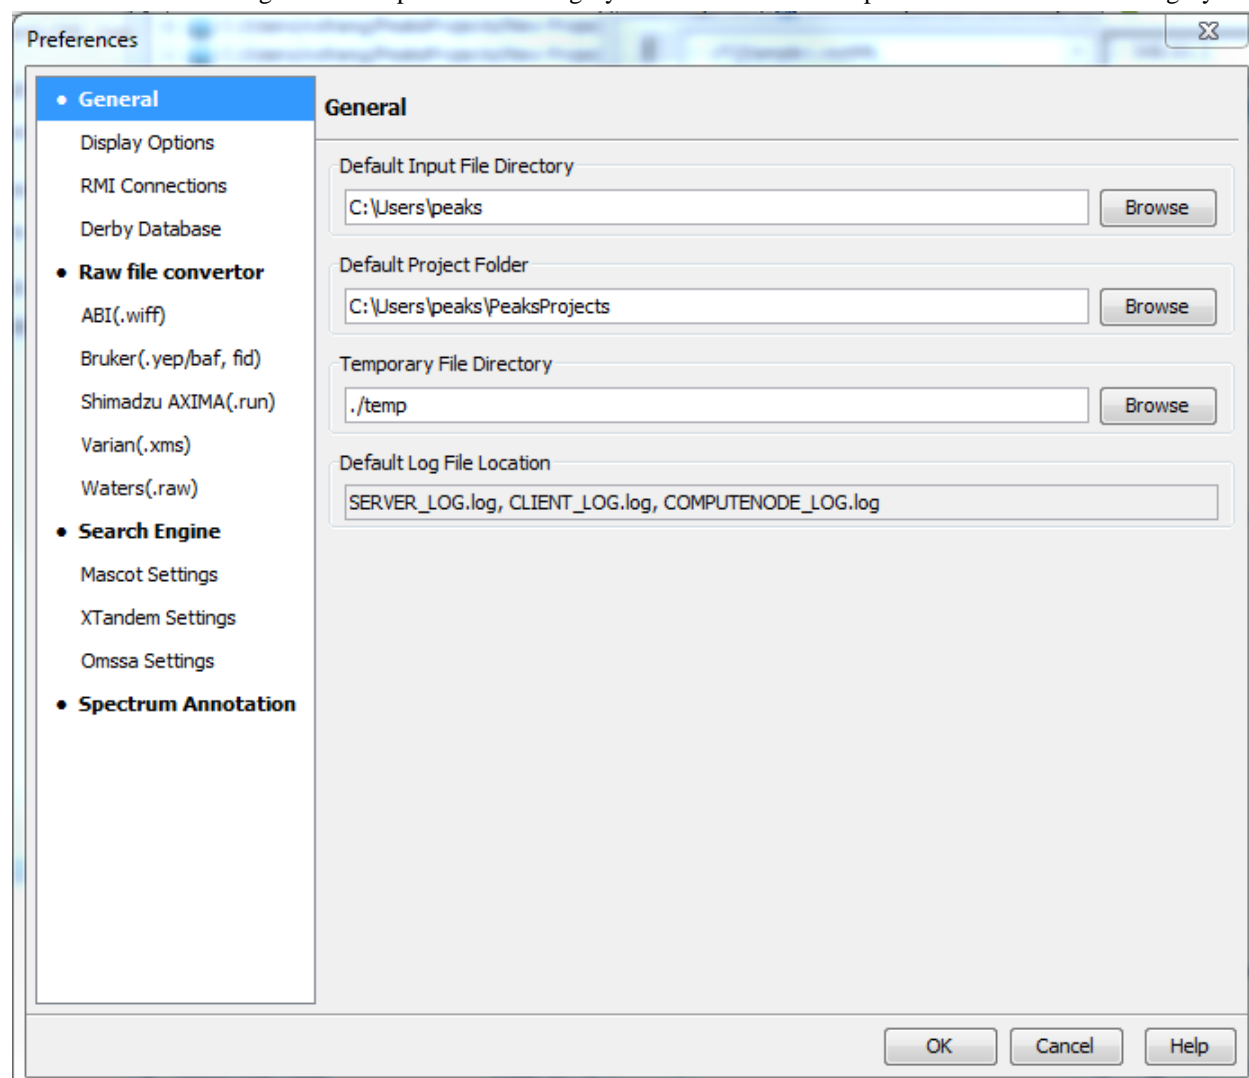 Preferences
General
Display Options
RMI Connections
Derby Database
Raw file convertor
ABI(.wiff)
Bruker(.yep/baf, fid)
Shimadzu AXIMA(.run)
Varian(.xms)
Waters(.raw)
Search Engine
Mascot Settings
XTandem Settings
Omssa Settings
Spectrum Annotation
General
Default Input File Directory
C:\Users\peaks
Browse
Default Project Folder
C:\Users\peaks\PeaksProjects
Browse
Temporary File Directory
./temp
Browse
Default Log File Location
SERVER_LOG.log, CLIENT_LOG.log, COMPUTENODE_LOG.log
OK Cancel Help